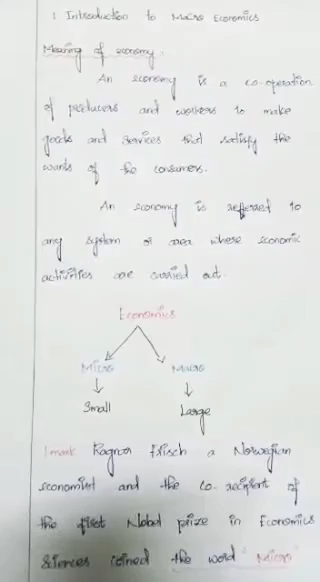 : Introduction to Macro Economics
Meaning of economy :
An economy is a co-operation
of producers and workers to make
goods and services that satisfy the
wants of the consumers.
An economy is referred to
any system or area where economic
activities are carried out.
Economics
Micro Macro
↓ ↓
Small Large
1 mark Ragnar Frisch a Norwegian
economist and the co-recipient of
the first Nobel prize in Economics
Sciences coined the word "Micro"